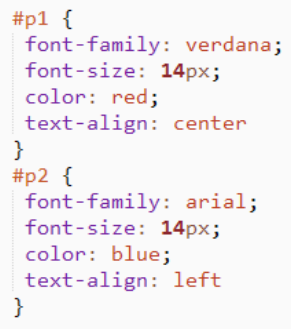 #p1 {
font-family: verdana;
font-size: 14px;
color: red;
text-align: center
}
#p2 {
font-family: arial;
font-size: 14px;
color: blue;
text-align: left
}